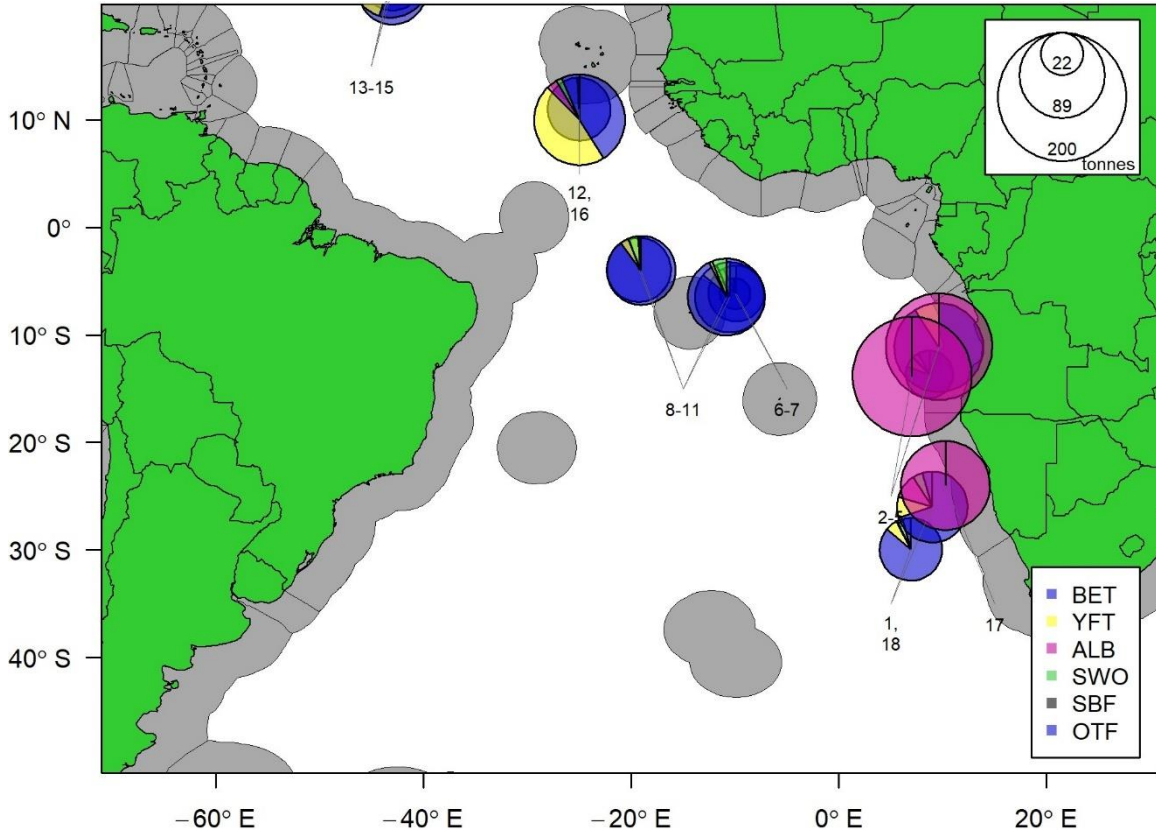 22
89
200
tonnes
13-15
10° N
12,
16
0°
10° S
8-11
6-7
20° S
2-5
30° S
1,
18
17
40° S
BET
YFT
ALB
SWO
SBF
OTF
−60° E
−40° E
−20° E
0° E
20° E